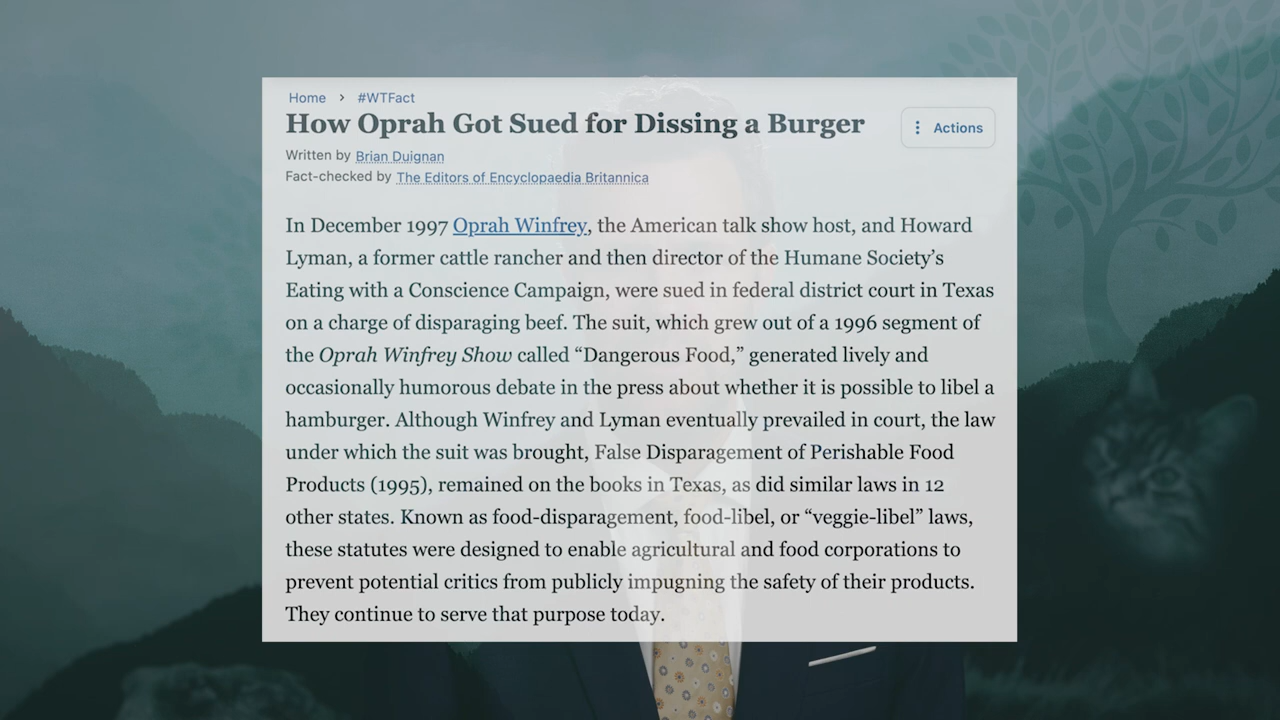 Home > #WTFact
How Oprah Got Sued for Dissing a Burger
Actions
Written by Brian Duignan
Fact-checked by The Editors of Encyclopaedia Britannica
In December 1997 Oprah Winfrey, the American talk show host, and Howard
Lyman, a former cattle rancher and then director of the Humane Society’s
Eating with a Conscience Campaign, were sued in federal district court in Texas
on a charge of disparaging beef. The suit, which grew out of a 1996 segment of
the Oprah Winfrey Show called “Dangerous Food,” generated lively and
occasionally humorous debate in the press about whether it is possible to libel a
hamburger. Although Winfrey and Lyman eventually prevailed in court, the law
under which the suit was brought, False Disparagement of Perishable Food
Products (1995), remained on the books in Texas, as did similar laws in 12
other states. Known as food-disparagement, food-libel, or “veggie-libel” laws,
these statutes were designed to enable agricultural and food corporations to
prevent potential critics from publicly impugning the safety of their products.
They continue to serve that purpose today.